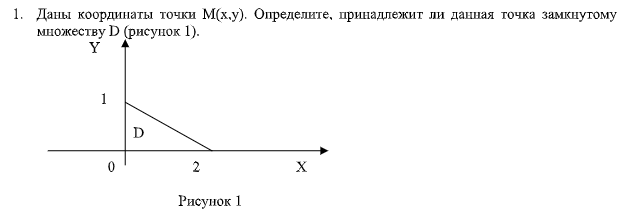 1. Даны координаты точки M(x,y). Определите, принадлежит ли данная точка замкнутому
множеству D (рисунок 1).
Y
1
D
0 2 X
Рисунок 1